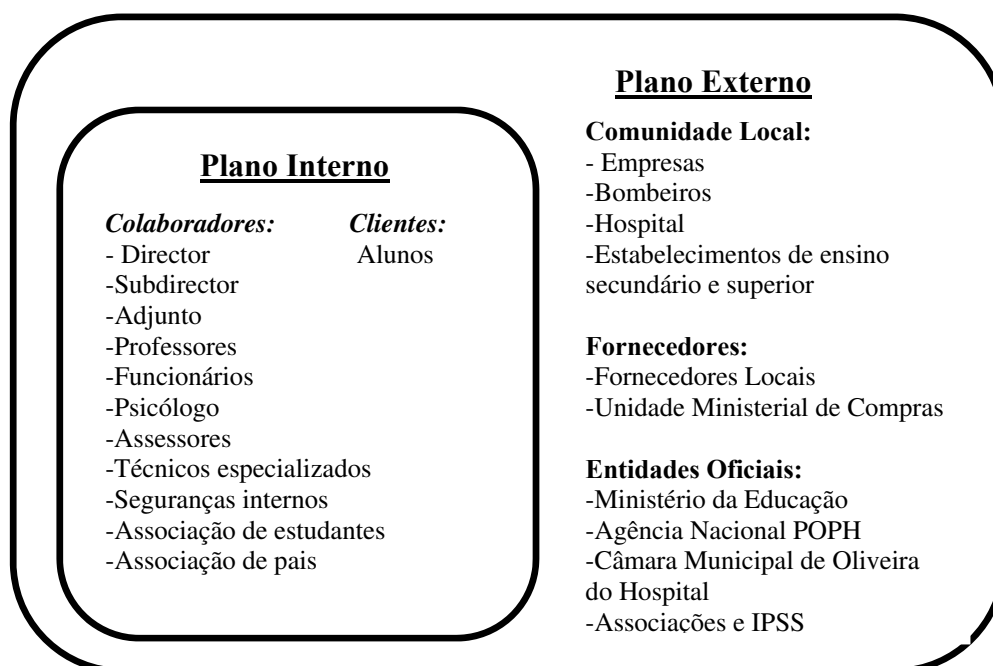 Plano Externo
Comunidade Local:
- Empresas
-Bombeiros
-Hospital
-Estabelecimentos de ensino
secundário e superior
Fornecedores:
-Fornecedores Locais
-Unidade Ministerial de Compras
Entidades Oficiais:
-Ministério da Educação
-Agência Nacional POPH
-Câmara Municipal de Oliveira
do Hospital
-Associações e IPSS
Plano Interno
Colaboradores:
- Director
-Subdirector
-Adjunto
-Professores
-Funcionários
-Psicólogo
-Assessores
-Técnicos especializados
-Seguranças internos
-Associação de estudantes
-Associação de pais
Clientes:
Alunos